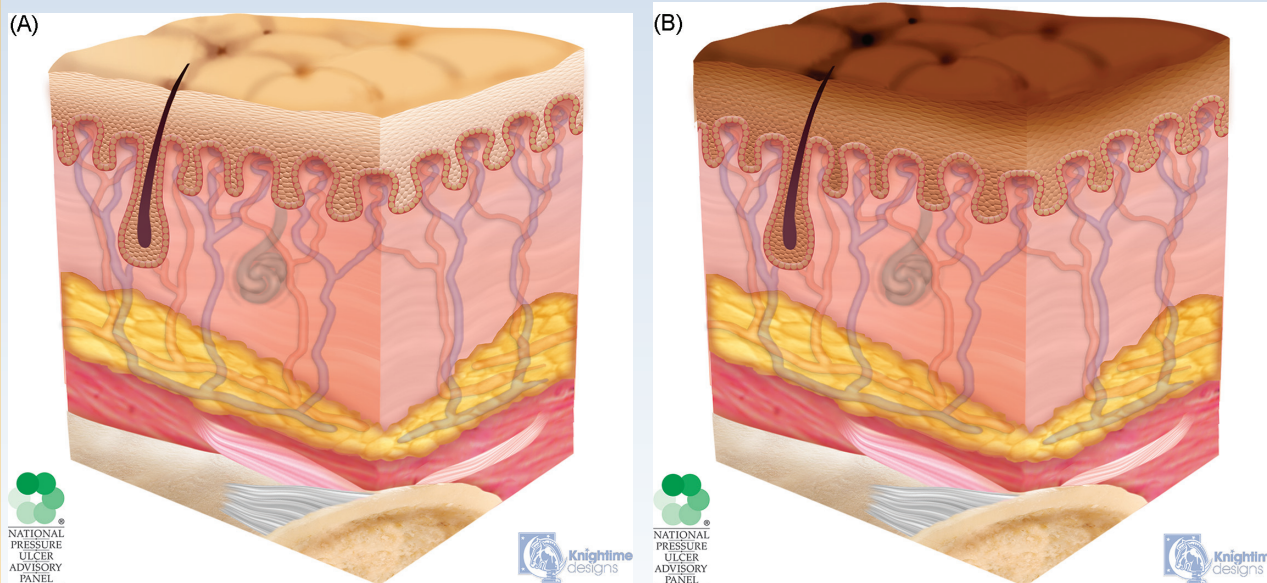 (A)
®
NATIONAL
PRESSURE
ULCER
ADVISORY
PANEL
Knightime
designs
(B)
®
NATIONAL
PRESSURE
ULCER
ADVISORY
PANEL
Knightim
designs